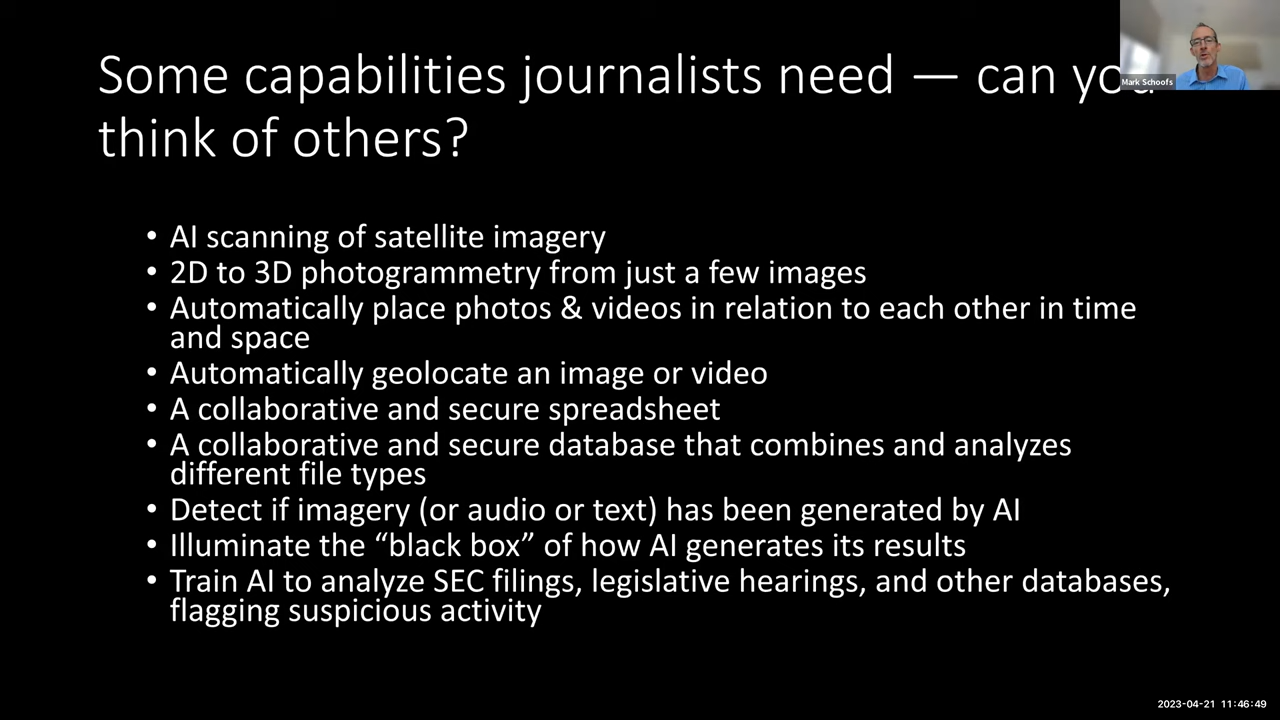 Some capabilities journalists need — can you
think of others?
Mark Schoofs
• AI scanning of satellite imagery
• 2D to 3D photogrammetry from just a few images
• Automatically place photos & videos in relation to each other in time
and space
• Automatically geolocate an image or video
• A collaborative and secure spreadsheet
• A collaborative and secure database that combines and analyzes
different file types
• Detect if imagery (or audio or text) has been generated by AI
• Illuminate the “black box” of how AI generates its results
• Train AI to analyze SEC filings, legislative hearings, and other databases,
flagging suspicious activity
2023-04-21 11:46:49